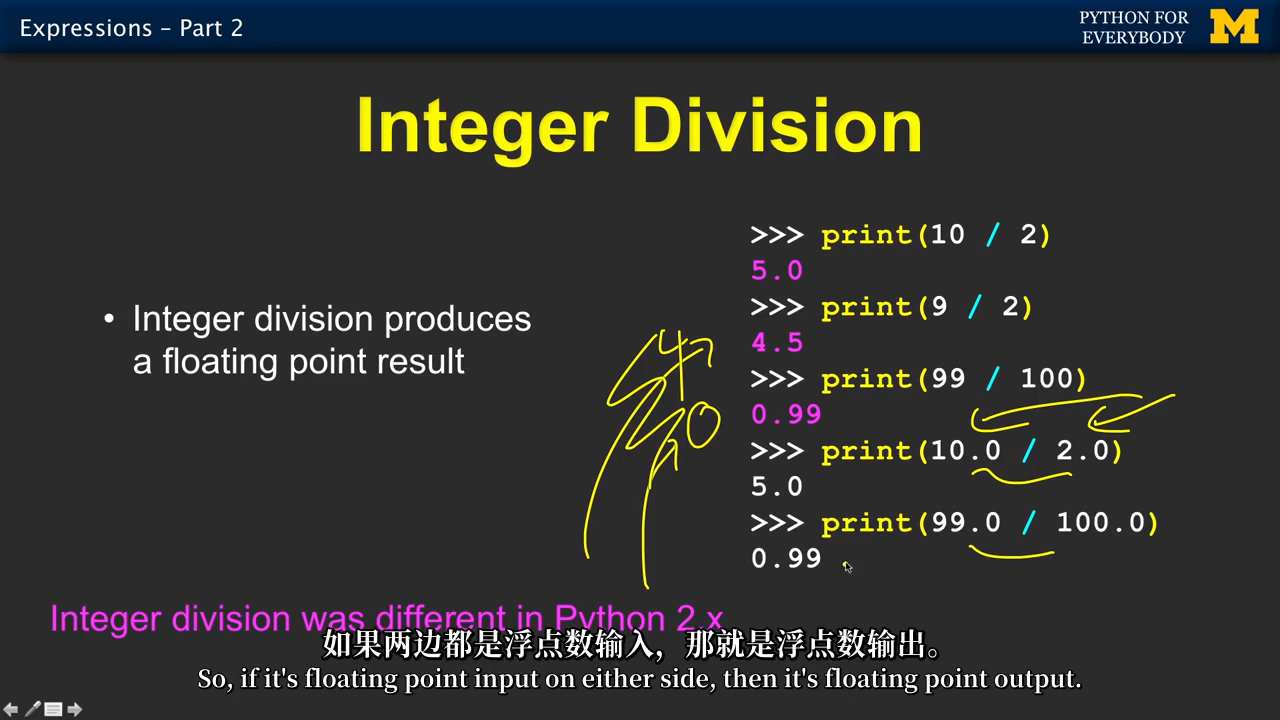 Expressions – Part 2
PYTHON FOR
EVERYBODY
M
Integer Division
• Integer division produces
a floating point result
>>> print(10 / 2)
5.0
>>> print(9 / 2)
4.5
>>> print(99 / 100)
0.99
>>> print(10.0 / 2.0)
5.0
>>> print(99.0 / 100.0)
0.99
Integer division was different in Python 2.x
如果两边都是浮点数输入，那就是浮点数输出。
So, if it's floating point input on either side, then it's floating point output.